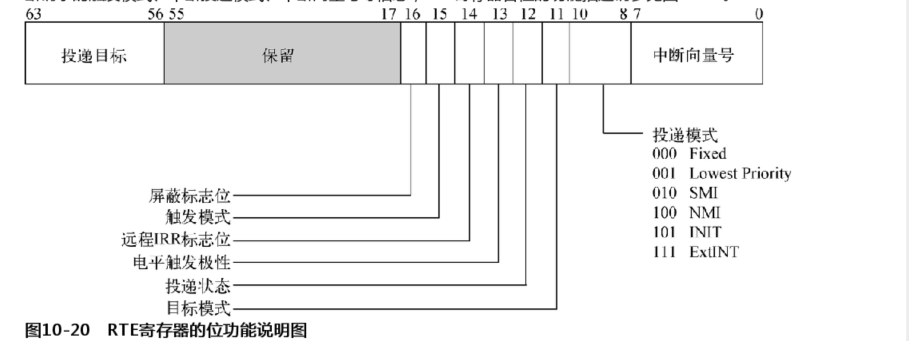 63 56 55 17 16 15 14 13 12 11 10 8 7 0
投递目标 保留 中断向量号
投递模式
000 Fixed
001 Lowest Priority
010 SMI
100 NMI
101 INIT
111 ExtINT
屏蔽标志位
触发模式
远程IRR标志位
电平触发极性
投递状态
目标模式
图10-20 RTE寄存器的位功能说明图